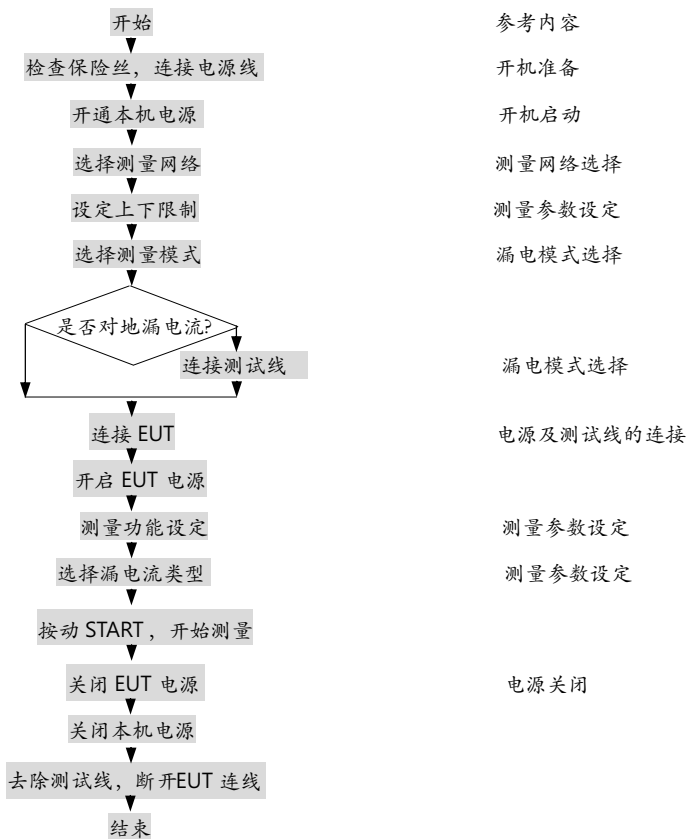 开始 参考内容
检查保险丝，连接电源线 开机准备
开通本机电源 开机启动
选择测量网络 测量网络选择
设定上下限制 测量参数设定
选择测量模式 漏电模式选择
是否对地漏电流?
连接测试线 漏电模式选择
连接 EUT 电源及测试线的连接
开启 EUT 电源
测量功能设定 测量参数设定
选择漏电流类型 测量参数设定
按动 START，开始测量
关闭 EUT 电源 电源关闭
关闭本机电源
去除测试线，断开EUT 连线
结束